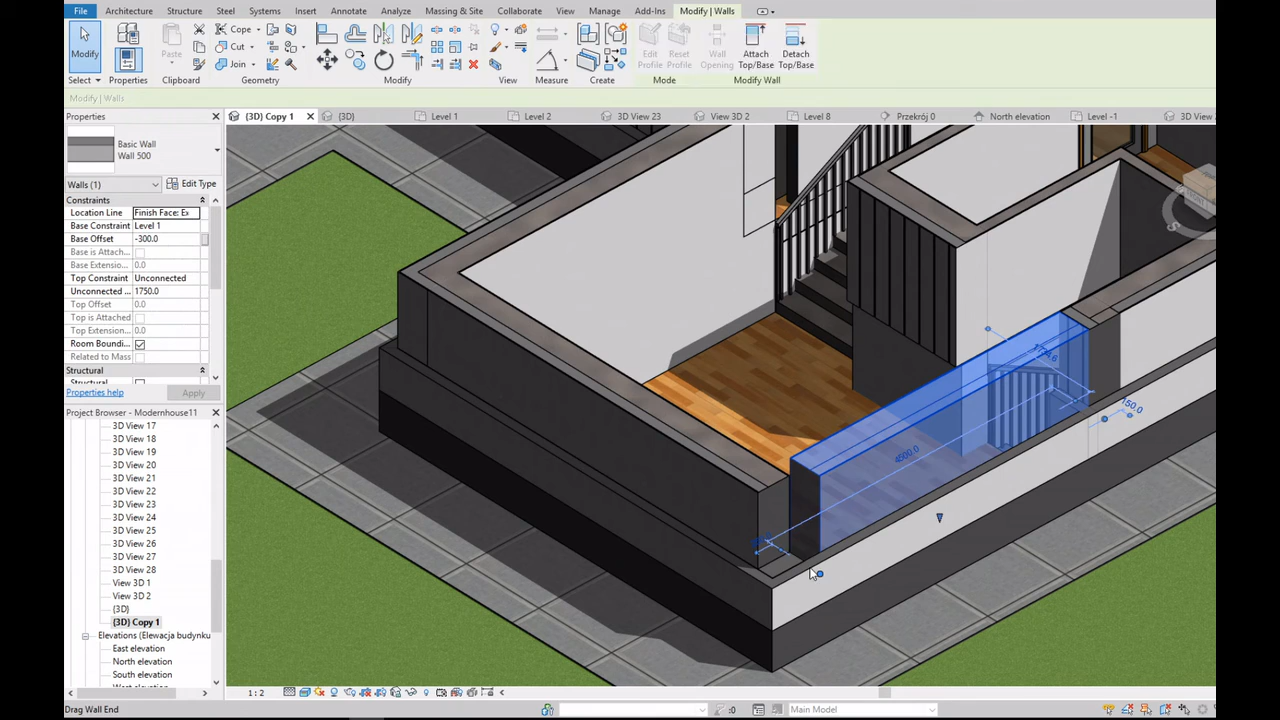 File Architecture Structure Steel Systems Insert Annotate Analyze Massing & Site Collaborate View Manage Add-Ins Modify | Walls
Modify
Properties
Paste
Cope
Cut
Join
Edit Profile
Reset Profile
Wall Opening
Attach Top/Base
Detach Top/Base
Select Properties Clipboard Geometry Modify View Measure Create Mode Modify Wall
Modify | Walls
Properties
{3D} Copy 1 {3D} Level 1 Level 2 3D View 23 View 3D 2 Level 8 Przekrój 0 North elevation Level -1 3D View
Basic Wall
Wall 500
Walls (1) Edit Type
Constraints
Location Line Finish Face: Ex
Base Constraint Level 1
Base Offset -300.0
Base is Attach...
Base Extensio... 0.0
Top Constraint Unconnected
Unconnected ... 1750.0
Top Offset 0.0
Top is Attached
Top Extension... 0.0
Room Boundi...
Related to Mass
Structural
Properties help Apply
Project Browser - Modernhouse11
3D View 17
3D View 18
3D View 19
3D View 20
3D View 21
3D View 22
3D View 23
3D View 24
3D View 25
3D View 26
3D View 27
3D View 28
View 3D 1
View 3D 2
{3D}
{3D} Copy 1
Elevations (Elewacja budynku
East elevation
North elevation
South elevation
150.0
4500.0
S
1 : 2
Drag Wall End
:0
Main Model